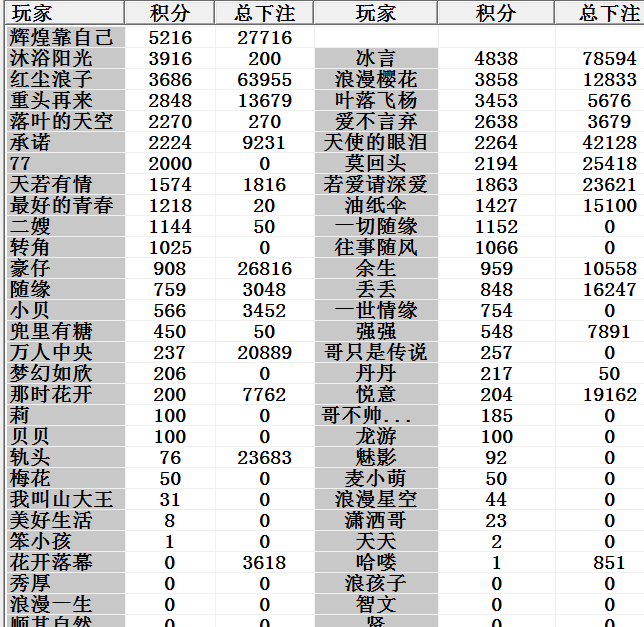 玩家 积分 总下注 玩家 积分 总下注
辉煌靠自己 5216 27716
沐浴阳光 3916 200 冰言 4838 78594
红尘浪子 3686 63955 浪漫樱花 3858 12833
重头再来 2848 13679 叶落飞杨 3453 5676
落叶的天空 2270 270 爱不言弃 2638 3679
承诺 2224 9231 天使的眼泪 2264 42128
77 2000 0 莫回头 2194 25418
天若有情 1574 1816 若爱请深爱 1863 23621
最好的青春 1218 20 油纸伞 1427 15100
二嫂 1144 50 一切随缘 1152 0
转角 1025 0 往事随风 1066 0
豪仔 908 26816 余生 959 10558
随缘 759 3048 丢丢 848 16247
小贝 566 3452 一世情缘 754 0
兜里有糖 450 50 强强 548 7891
万人中央 237 20889 哥只是传说 257 0
梦幻如欣 206 0 丹丹 217 50
那时花开 200 7762 悦意 204 19162
莉 100 0 哥不帅... 185 0
贝贝 100 0 龙游 100 0
轨头 76 23683 魅影 92 0
梅花 50 0 麦小萌 50 0
我叫山大王 31 0 浪漫星空 44 0
美好生活 8 0 潇洒哥 23 0
笨小孩 1 0 天天 2 0
花开落幕 0 3618 哈喽 1 851
秀厚 0 0 浪孩子 0 0
浪漫一生 0 0 智文 0 0
顺其自然 0 0 贤 0 0